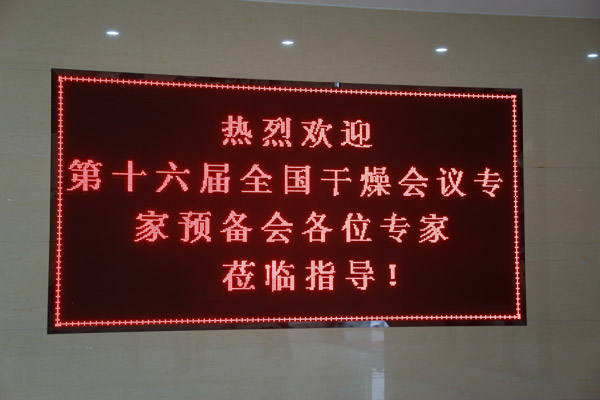 热烈欢迎
第十六届全国干燥会议专
家预备会各位专家
莅临指导!